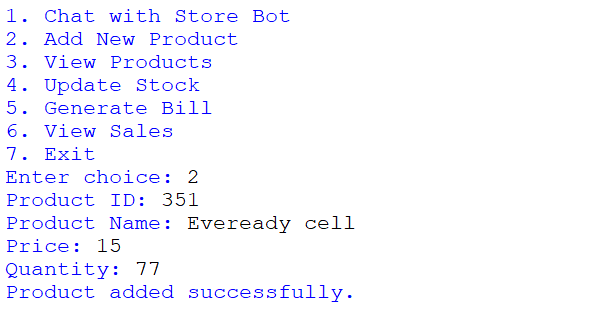 1. Chat with Store Bot
2. Add New Product
3. View Products
4. Update Stock
5. Generate Bill
6. View Sales
7. Exit
Enter choice: 2
Product ID: 351
Product Name: Eveready cell
Price: 15
Quantity: 77
Product added successfully.